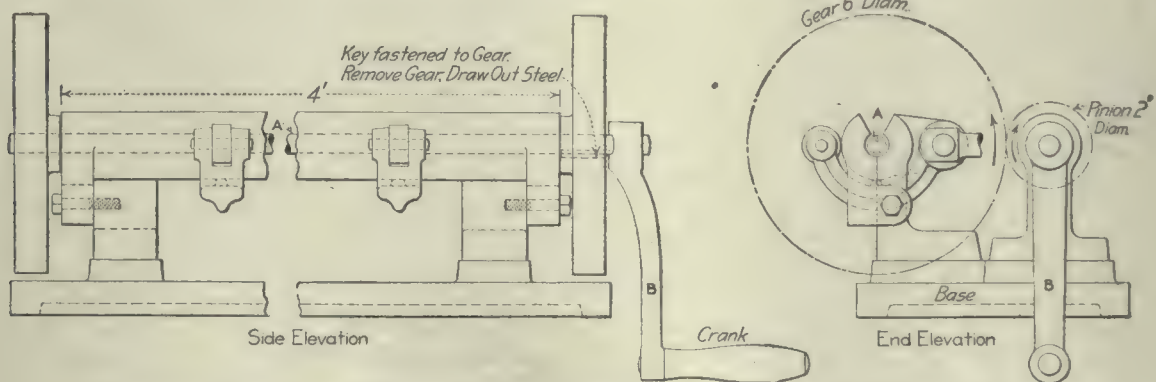 Gear 6" Diam.
Key fastened to Gear.
Remove Gear, Draw Out Steel
4'
A
A
Pinion 2"
Diam.
B
B
Base
Crank
Side Elevation
End Elevation